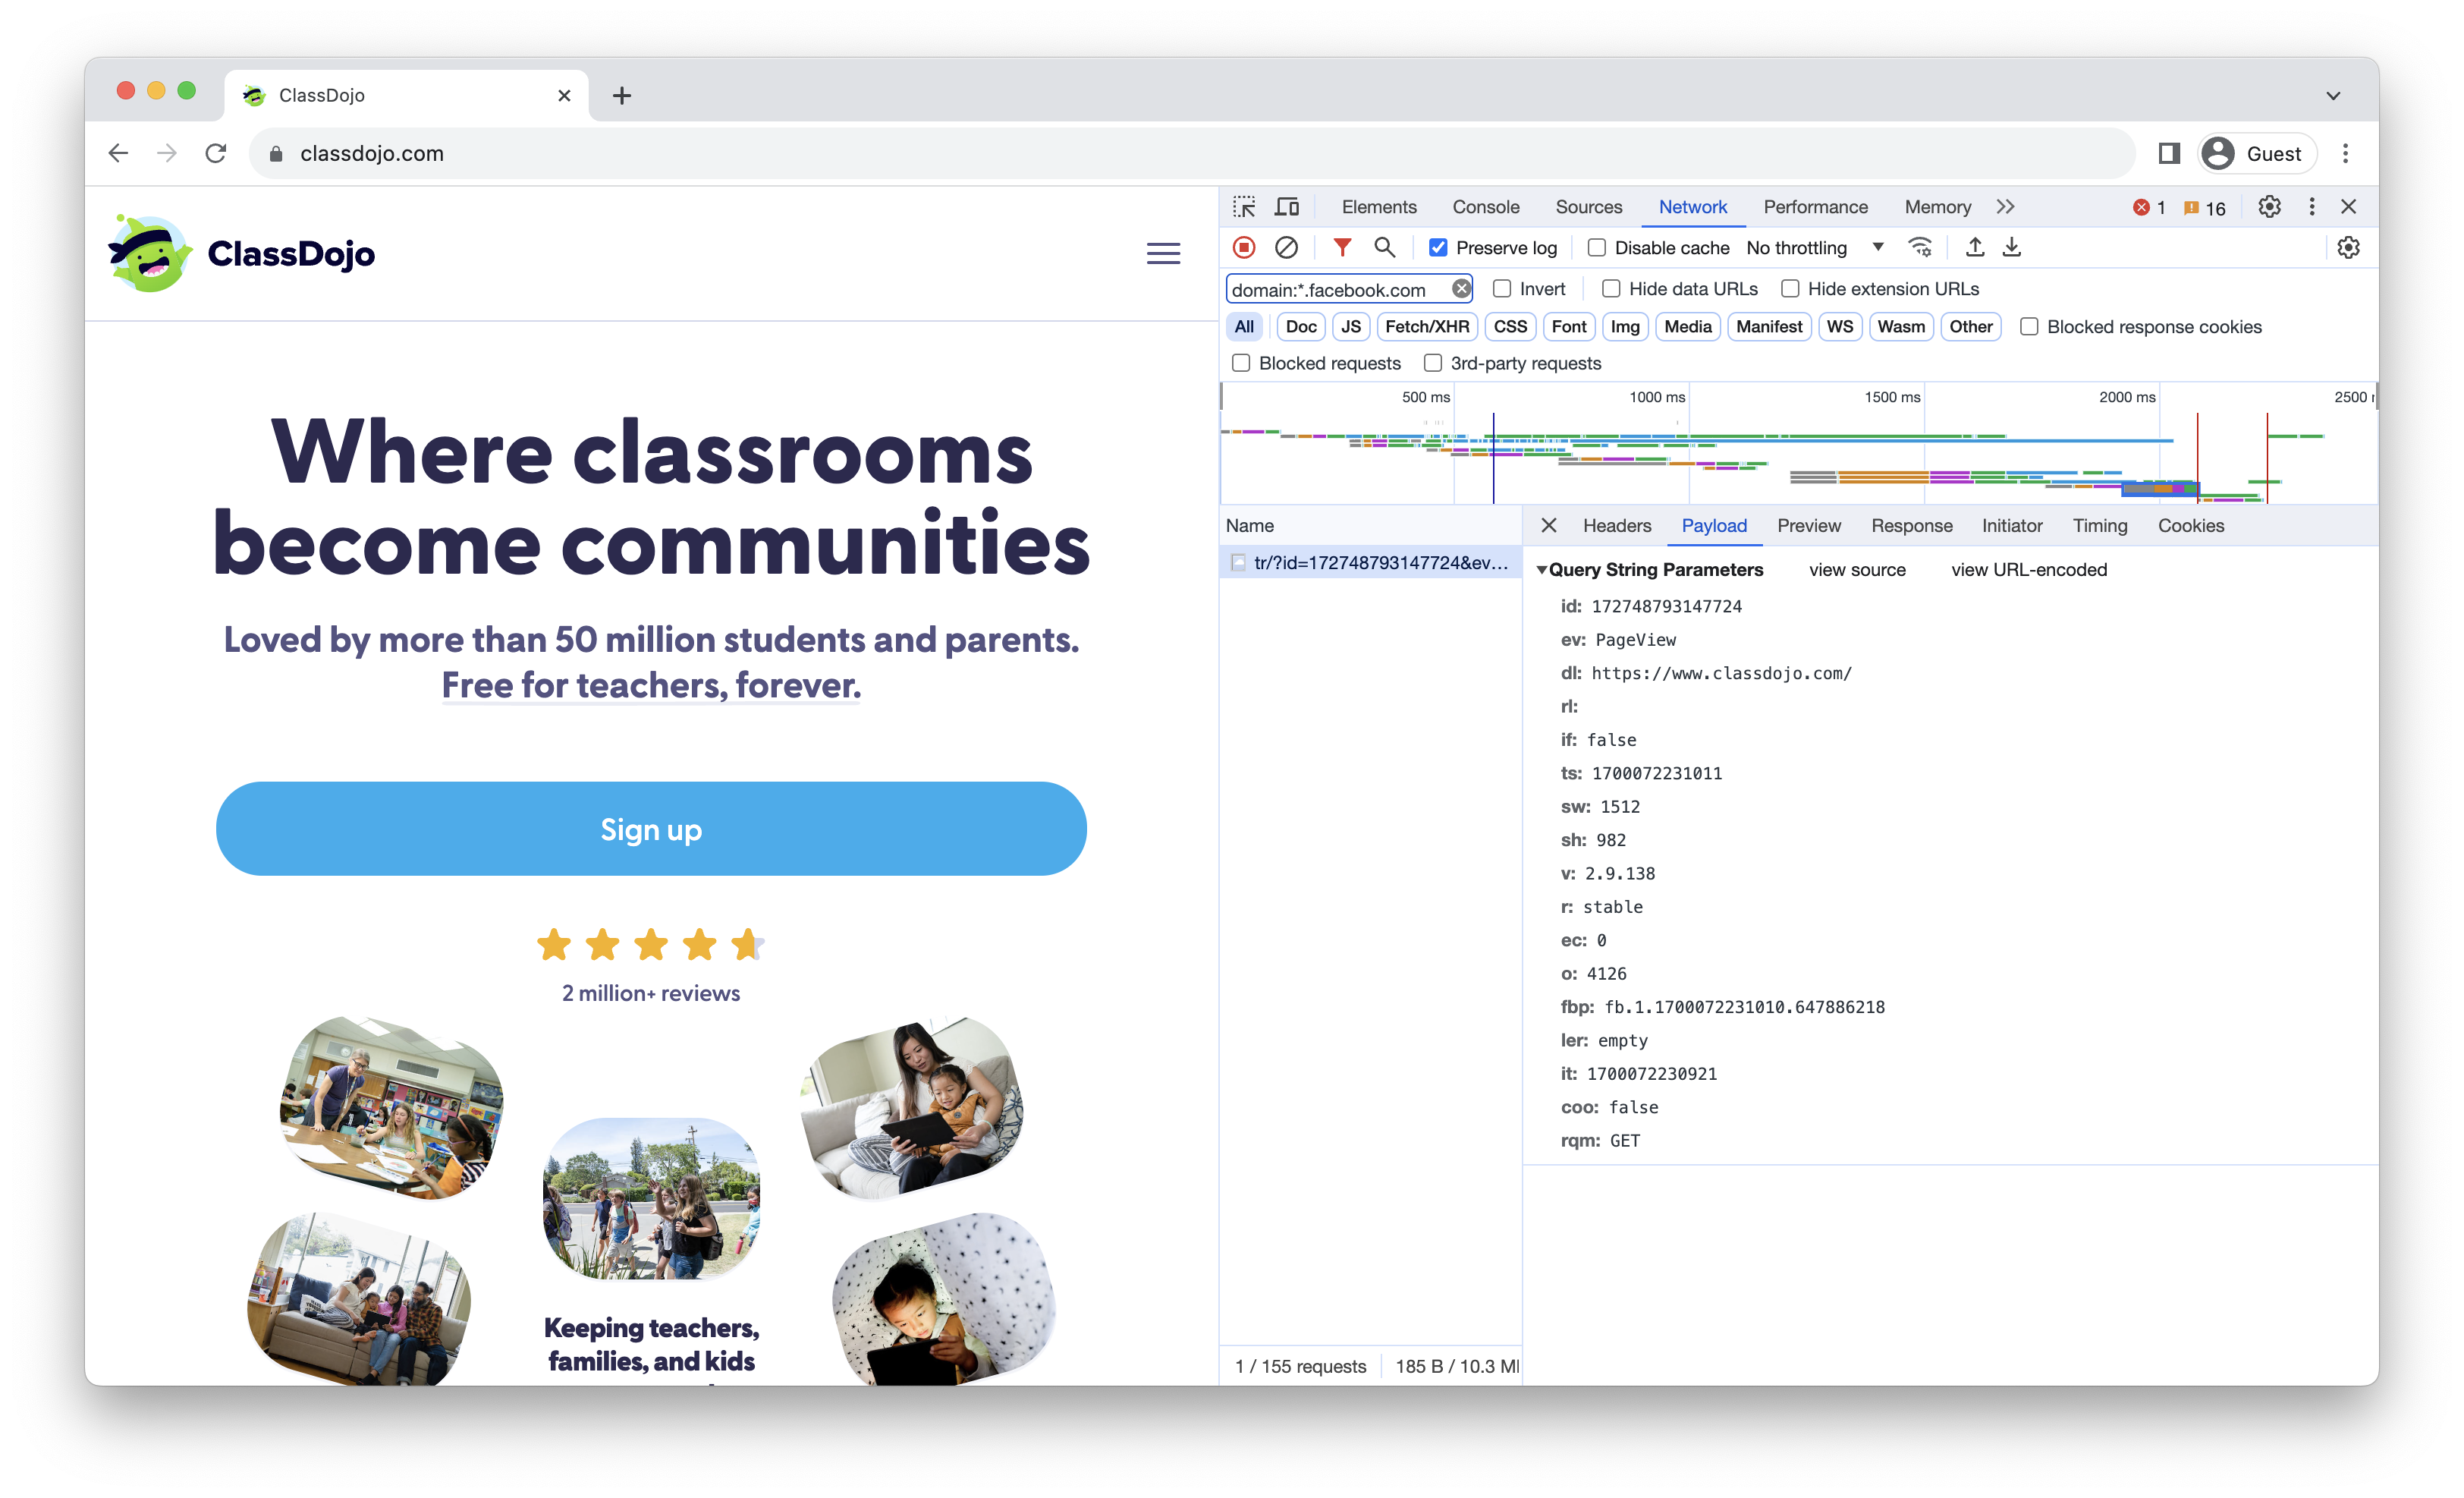 ClassDojo
classdojo.com
Guest
ClassDojo
Where classrooms
become communities
Loved by more than 50 million students and parents.
Free for teachers, forever.
Sign up
2 million+ reviews
Keeping teachers,
families, and kids
Elements Console Sources Network Performance Memory 1 16
Preserve log Disable cache No throttling
domain:*.facebook.com Invert Hide data URLs Hide extension URLs
All Doc JS Fetch/XHR CSS Font Img Media Manifest WS Wasm Other Blocked response cookies
Blocked requests 3rd-party requests
500 ms 1000 ms 1500 ms 2000 ms 2500
Name
tr/?id=172748793147724&ev…
1 / 155 requests 185 B / 10.3 M
Headers Payload Preview Response Initiator Timing Cookies
Query String Parameters view source view URL-encoded
id: 172748793147724
ev: PageView
dl: https://www.classdojo.com/
rl:
if: false
ts: 1700072231011
sw: 1512
sh: 982
v: 2.9.138
r: stable
ec: 0
o: 4126
fbp: fb.1.1700072231010.647886218
ler: empty
it: 1700072230921
coo: false
rqm: GET